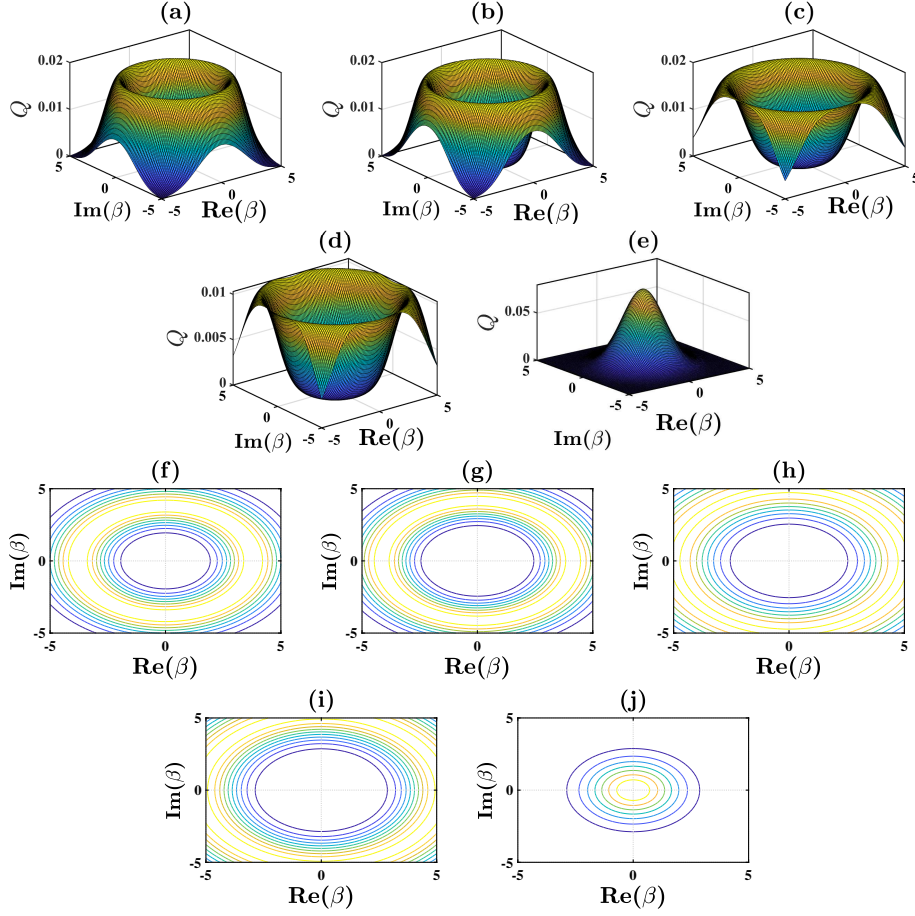 (a) (b) (c)
0.02 0.02 0.02
0.01 0.01 0.01
Q Q Q
0 0 0
5 5 5 5 5 5
0 0 0 0 0 0
Im(β) -5 -5 Re(β) Im(β) -5 -5 Re(β) Im(β) -5 -5 Re(β)
(d) (e)
0.01 0.05
0.005
Q Q
0 0
5 5 5 5
0 0 0 0
Im(β) -5 -5 Re(β) Im(β) -5 -5 Re(β)
(f) (g) (h)
5 5 5
Im(β) 0 Im(β) 0 Im(β) 0
-5 -5 -5
-5 0 5 -5 0 5 -5 0 5
Re(β) Re(β) Re(β)
(i) (j)
5 5
Im(β) 0 Im(β) 0
-5 -5
-5 0 5 -5 0 5
Re(β) Re(β)